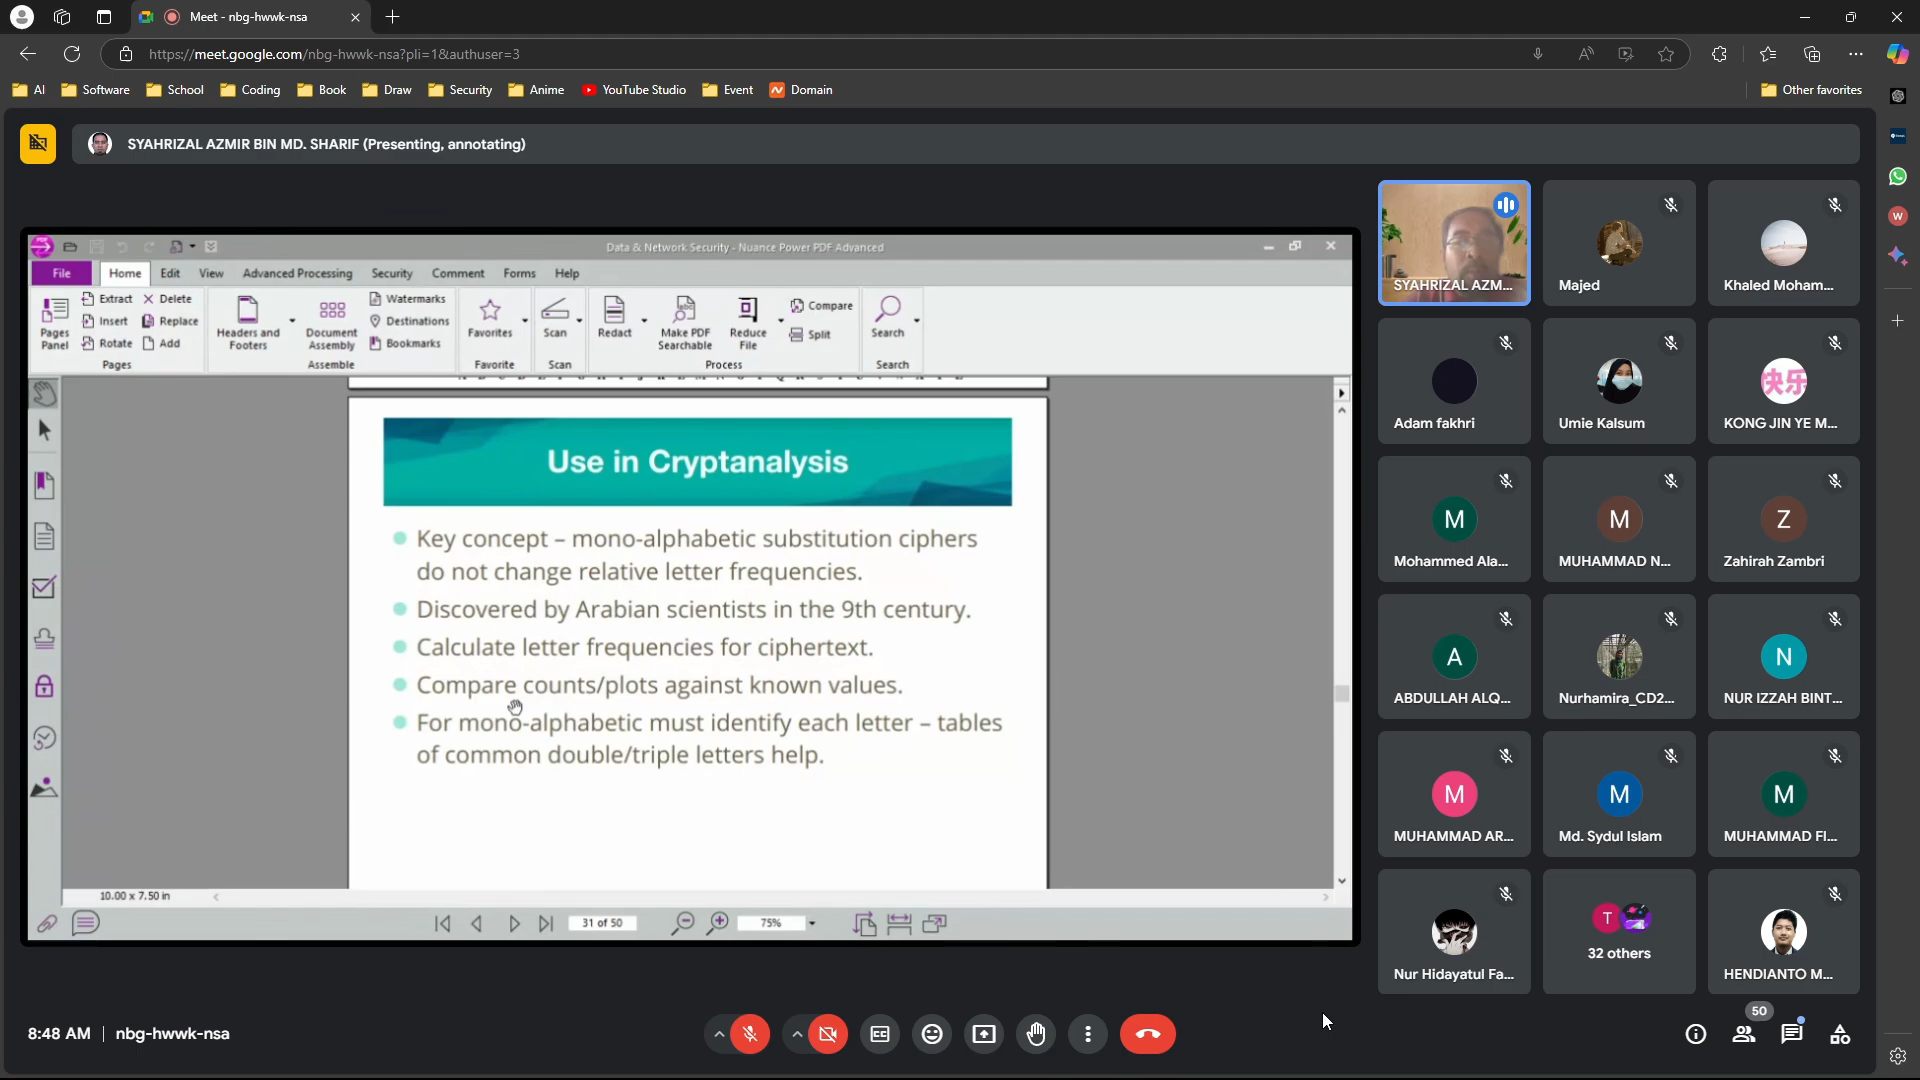 Meet - nbg-hwwk-nsa
https://meet.google.com/nbg-hwwk-nsa?pli=1&authuser=3
AI Software School Coding Book Draw Security Anime YouTube Studio Event Domain Other favorites
SYAHRIZAL AZMIR BIN MD. SHARIF (Presenting, annotating)
Data & Network Security - Nuance Power PDF Advanced
File Home Edit View Advanced Processing Security Comment Forms Help
Pages Panel
Extract Delete
Insert Replace
Rotate Add
Pages
Headers and Footers
Document Assembly
Watermarks
Destinations
Bookmarks
Assemble
Favorites
Favorite
Scan
Scan
Redact
Make PDF Searchable
Reduce File
Compare
Split
Process
Search
Search
Use in Cryptanalysis
Key concept – mono-alphabetic substitution ciphers
do not change relative letter frequencies.
Discovered by Arabian scientists in the 9th century.
Calculate letter frequencies for ciphertext.
Compare counts/plots against known values.
For mono-alphabetic must identify each letter – tables
of common double/triple letters help.
10.00 x 7.50 in
31 of 50
75%
SYAHRIZAL AZM...
Majed
Khaled Moham...
Adam fakhri
Umie Kalsum
快乐
KONG JIN YE M...
M
Mohammed Ala...
M
MUHAMMAD N...
Z
Zahirah Zambri
A
ABDULLAH ALQ...
Nurhamira_CD2...
N
NUR IZZAH BINT...
M
MUHAMMAD AR...
M
Md. Sydul Islam
M
MUHAMMAD FI...
Nur Hidayatul Fa...
T
32 others
HENDIANTO M...
8:48 AM | nbg-hwwk-nsa
50